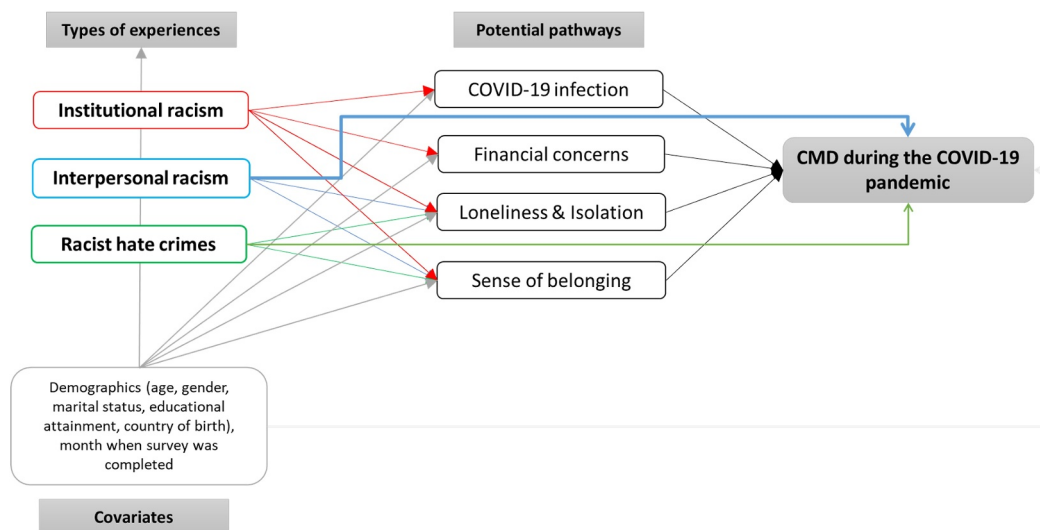 Types of experiences
Potential pathways
Institutional racism
Interpersonal racism
Racist hate crimes
COVID-19 infection
Financial concerns
Loneliness & Isolation
Sense of belonging
CMD during the COVID-19
pandemic
Demographics (age, gender,
marital status, educational
attainment, country of birth),
month when survey was
completed
Covariates